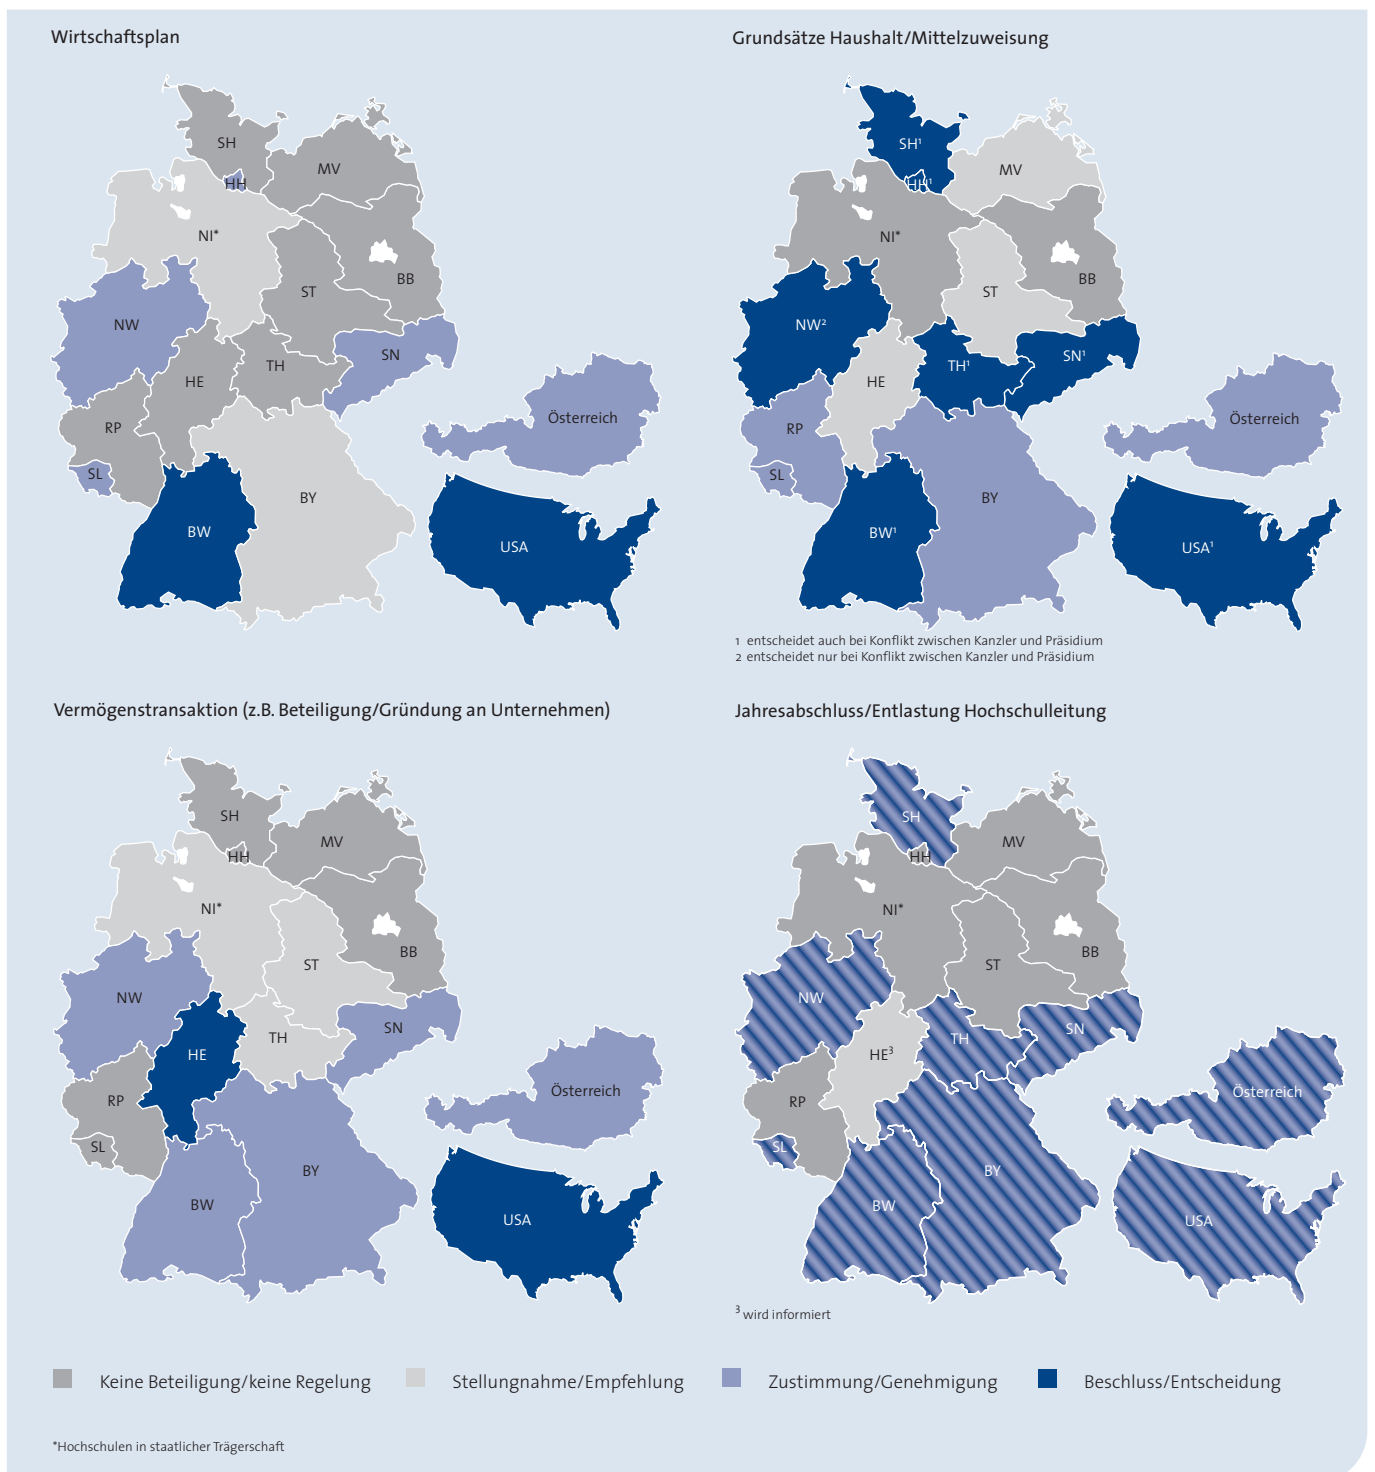 Wirtschaftsplan
SH
MV
HH
NI*
BB
ST
NW
SN
TH
HE
Österreich
RP
SL
BY
BW
USA
Grundsätze Haushalt/Mittelzuweisung
SH¹
MV
HH¹
NI*
BB
ST
NW²
SN¹
TH¹
HE
Österreich
RP
SL
BY
BW¹
USA¹
1 entscheidet auch bei Konflikt zwischen Kanzler und Präsidium
2 entscheidet nur bei Konflikt zwischen Kanzler und Präsidium
Vermögenstransaktion (z.B. Beteiligung/Gründung an Unternehmen)
SH
MV
HH
NI*
BB
ST
NW
SN
TH
HE
Österreich
RP
SL
BY
BW
USA
Jahresabschluss/Entlastung Hochschulleitung
SH
MV
HH
NI*
BB
ST
NW
SN
TH
HE³
Österreich
RP
SL
BY
BW
USA
³ wird informiert
Keine Beteiligung/keine Regelung
Stellungnahme/Empfehlung
Zustimmung/Genehmigung
Beschluss/Entscheidung
*Hochschulen in staatlicher Trägerschaft